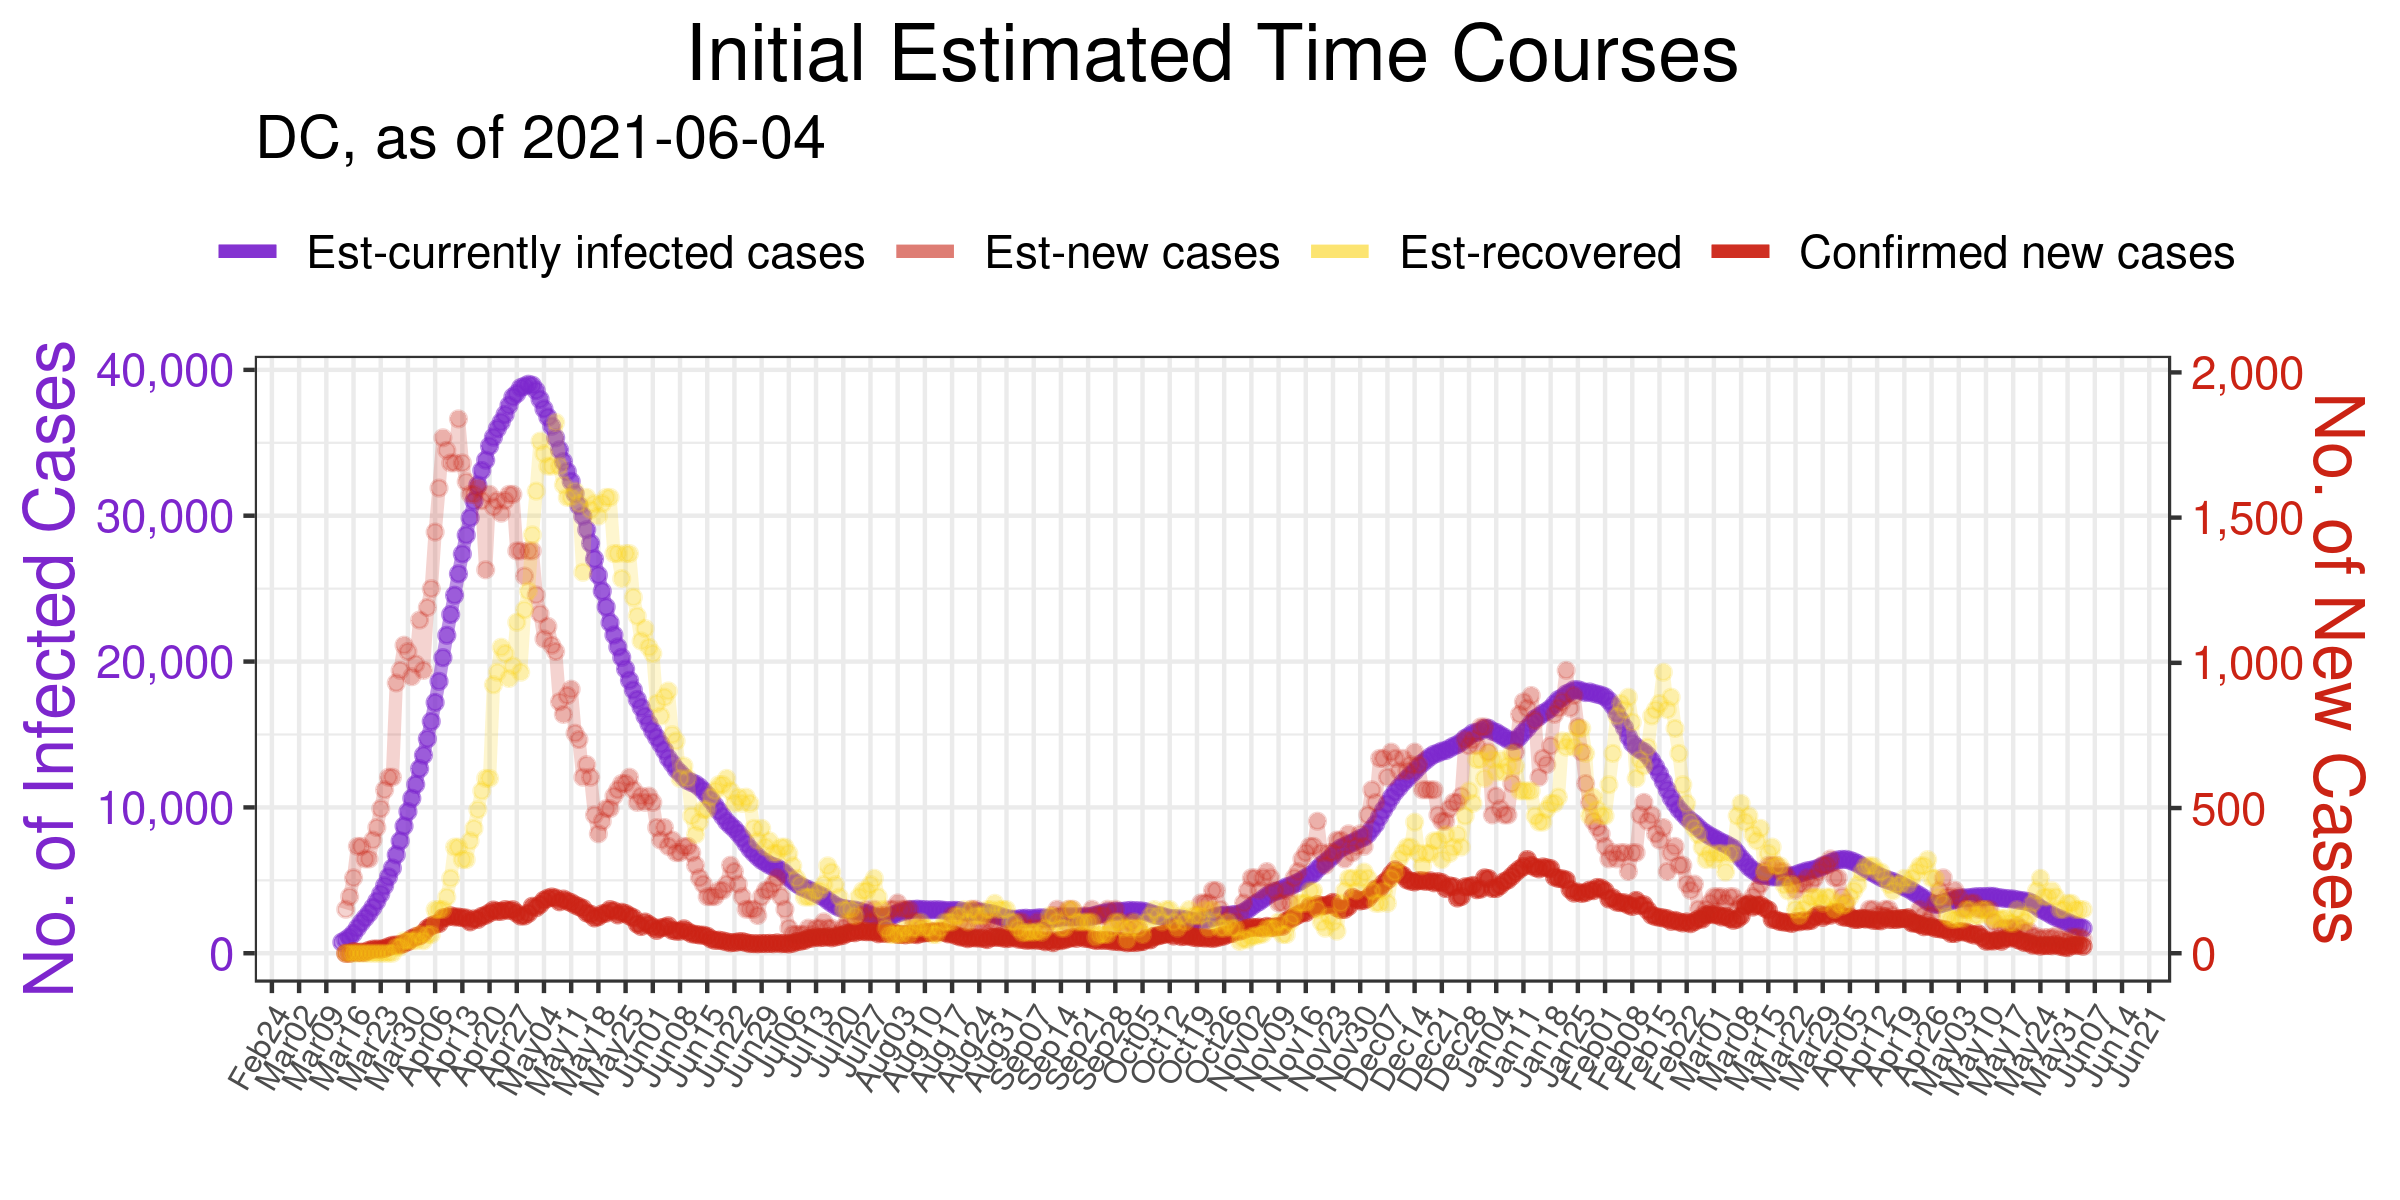 Initial Estimated Time Courses
DC, as of 2021-06-04
Est-currently infected cases Est-new cases Est-recovered Confirmed new cases
No. of Infected Cases
40,000
30,000
20,000
10,000
0
2,000
1,500
1,000
500
0
No. of New Cases
Feb24 Mar02 Mar09 Mar16 Mar23 Mar30 Apr06 Apr13 Apr20 Apr27 May04 May11 May18 May25 Jun01 Jun08 Jun15 Jun22 Jun29 Jul06 Jul13 Jul20 Jul27 Aug03 Aug10 Aug17 Aug24 Aug31 Sep07 Sep14 Sep21 Sep28 Oct05 Oct12 Oct19 Oct26 Nov02 Nov09 Nov16 Nov23 Nov30 Dec07 Dec14 Dec21 Dec28 Jan04 Jan11 Jan18 Jan25 Feb01 Feb08 Feb15 Feb22 Mar01 Mar08 Mar15 Mar22 Mar29 Apr05 Apr12 Apr19 Apr26 May03 May10 May17 May24 May31 Jun07 Jun14 Jun21